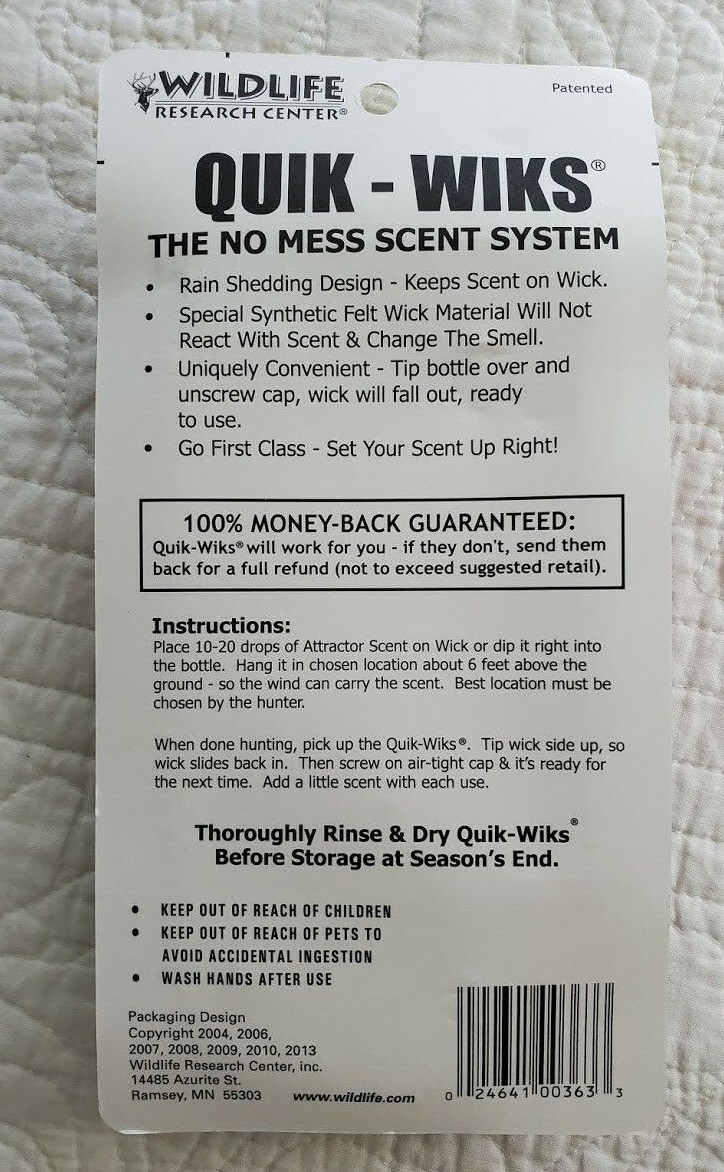 WILDLIFE
RESEARCH CENTER®
Patented
QUIK - WIKS®
THE NO MESS SCENT SYSTEM
• Rain Shedding Design - Keeps Scent on Wick.
• Special Synthetic Felt Wick Material Will Not
React With Scent & Change The Smell.
• Uniquely Convenient - Tip bottle over and
unscrew cap, wick will fall out, ready
to use.
• Go First Class - Set Your Scent Up Right!
100% MONEY-BACK GUARANTEED:
Quik-Wiks® will work for you - if they don't, send them
back for a full refund (not to exceed suggested retail).
Instructions:
Place 10-20 drops of Attractor Scent on Wick or dip it right into
the bottle. Hang it in chosen location about 6 feet above the
ground - so the wind can carry the scent. Best location must be
chosen by the hunter.
When done hunting, pick up the Quik-Wiks®. Tip wick side up, so
wick slides back in. Then screw on air-tight cap & it's ready for
the next time. Add a little scent with each use.
Thoroughly Rinse & Dry Quik-Wiks®
Before Storage at Season's End.
• KEEP OUT OF REACH OF CHILDREN
• KEEP OUT OF REACH OF PETS TO
AVOID ACCIDENTAL INGESTION
• WASH HANDS AFTER USE
Packaging Design
Copyright 2004, 2006,
2007, 2008, 2009, 2010, 2013
Wildlife Research Center, inc.
14485 Azurite St.
Ramsey, MN 55303
www.wildlife.com
0 24641 00363 3